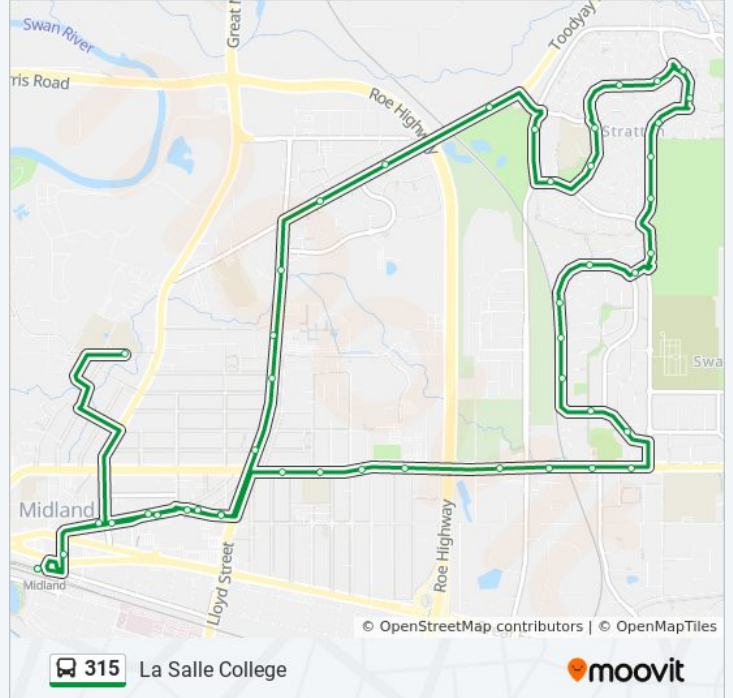 Swan River
Great N
Toodyay
rris Road
Roe Highway
Stratton
Swa
Midland
Roe Highway
Lloyd Street
Midland
© OpenStreetMap contributors | © OpenMapTiles
315 La Salle College
moovit